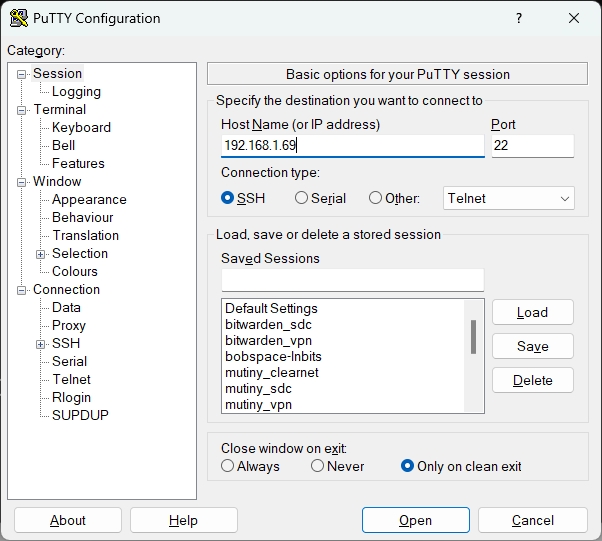 PuTTY Configuration
?
Category:
Session
Logging
Terminal
Keyboard
Bell
Features
Window
Appearance
Behaviour
Translation
Selection
Colours
Connection
Data
Proxy
SSH
Serial
Telnet
Rlogin
SUPDUP
Basic options for your PuTTY session
Specify the destination you want to connect to
Host Name (or IP address) Port
192.168.1.69 22
Connection type:
SSH Serial Other: Telnet
Load, save or delete a stored session
Saved Sessions
Default Settings
bitwarden_sdc
bitwarden_vpn
bobspace-lnbits
mutiny_clearnet
mutiny_sdc
mutiny_vpn
Load
Save
Delete
Close window on exit:
Always Never Only on clean exit
About Help Open Cancel